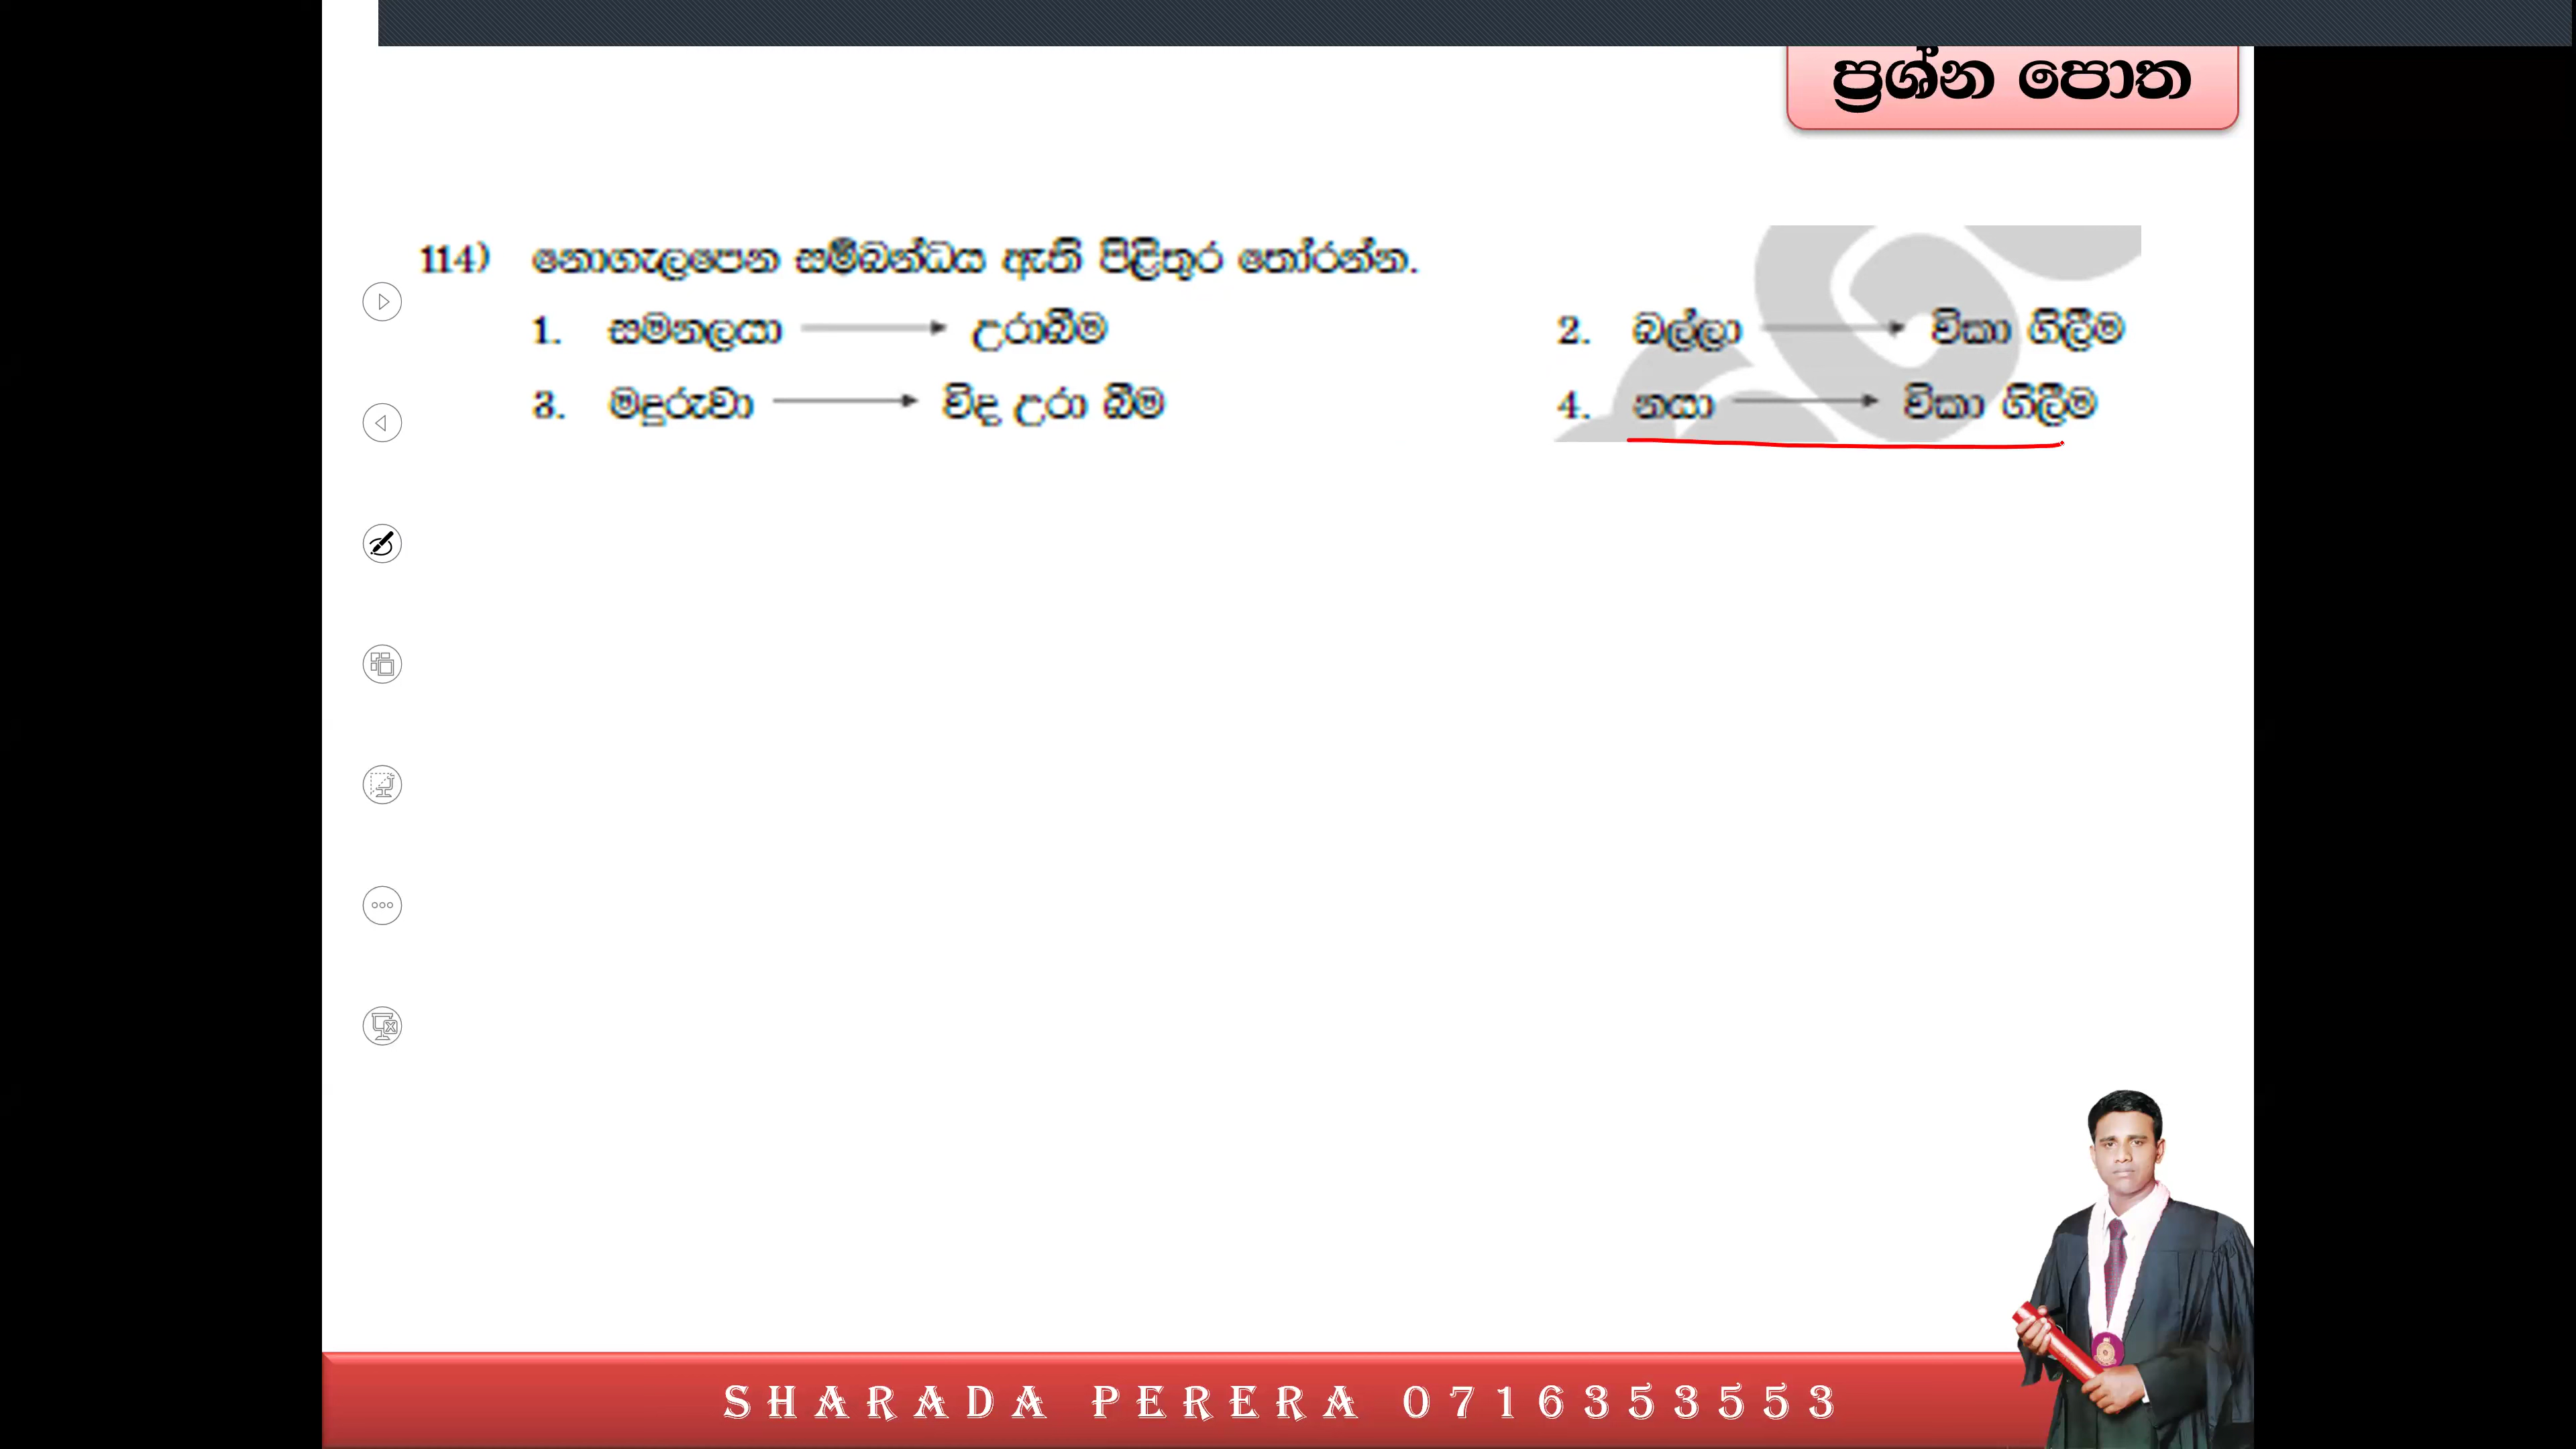 ප්‍රශ්න පොත
114) නොගැලපෙන සම්බන්ධය ඇති පිළිතුර තෝරන්න.
1. සමනලයා → උරාබීම 2. බල්ලා → විකා ගිලීම
3. මදුරුවා → විද උරා බීම 4. නයා → විකා ගිලීම
SHARADA PERERA 0716353553